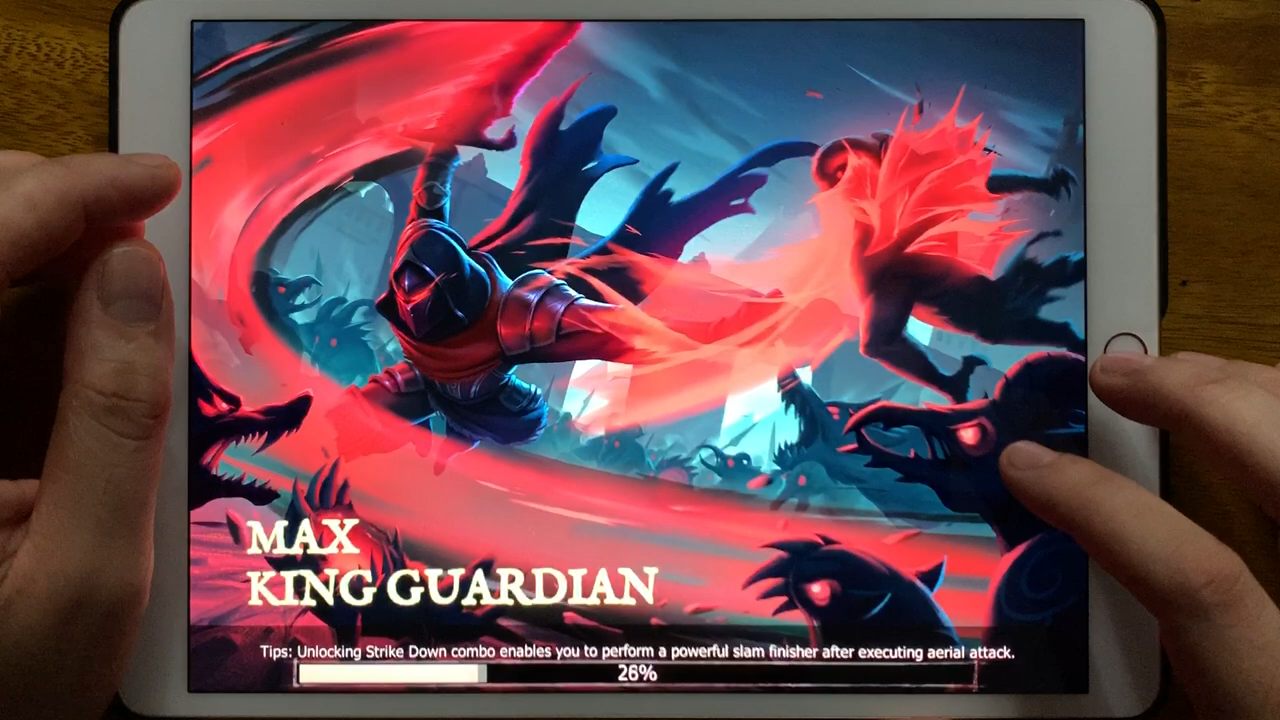 MAX
KING GUARDIAN
Tips: Unlocking Strike Down combo enables you to perform a powerful slam finisher after executing aerial attack.
26%